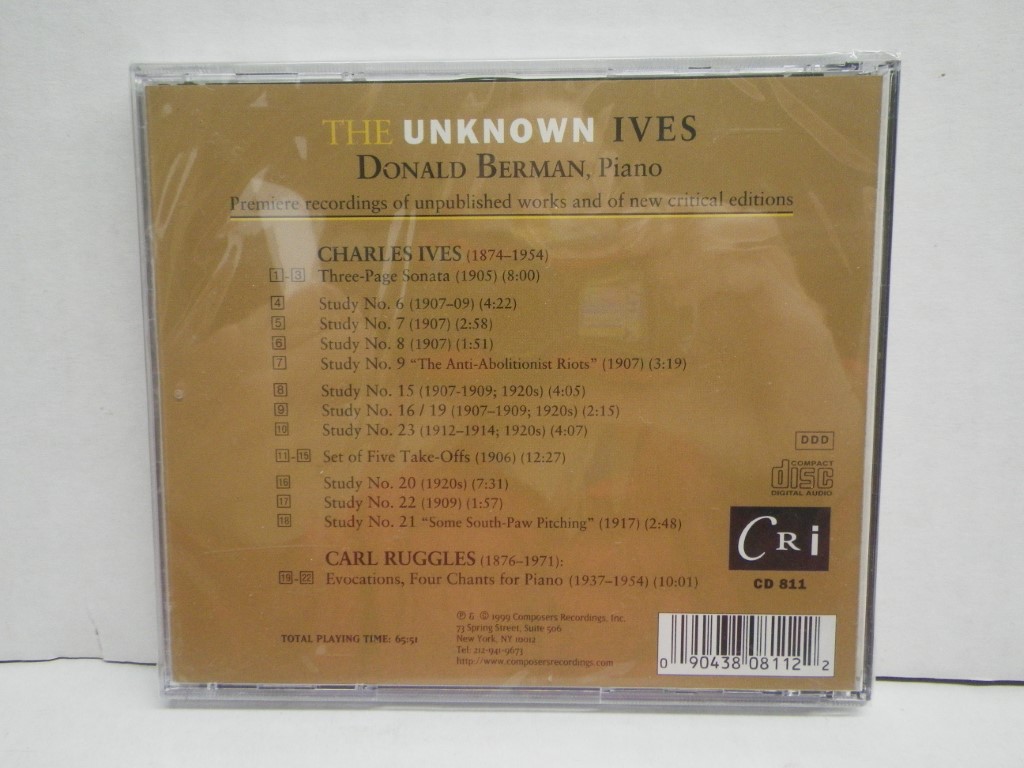 THE UNKNOWN IVES
DONALD BERMAN, Piano
Premiere recordings of unpublished works and of new critical editions
CHARLES IVES (1874–1954)
1-3 Three-Page Sonata (1905) (8:00)
4 Study No. 6 (1907–09) (4:22)
5 Study No. 7 (1907) (2:58)
6 Study No. 8 (1907) (1:51)
7 Study No. 9 “The Anti-Abolitionist Riots” (1907) (3:19)
8 Study No. 15 (1907-1909; 1920s) (4:05)
9 Study No. 16 / 19 (1907–1909; 1920s) (2:15)
10 Study No. 23 (1912–1914; 1920s) (4:07)
11-15 Set of Five Take-Offs (1906) (12:27)
16 Study No. 20 (1920s) (7:31)
17 Study No. 22 (1909) (1:57)
18 Study No. 21 “Some South-Paw Pitching” (1917) (2:48)
CARL RUGGLES (1876–1971):
19-22 Evocations, Four Chants for Piano (1937–1954) (10:01)
DDD
COMPACT
disc
DIGITAL AUDIO
CRi
CD 811
TOTAL PLAYING TIME: 65:51
℗ & © 1999 Composers Recordings, Inc.
73 Spring Street, Suite 506
New York, NY 10012
Tel: 212-941-9673
http://www.composersrecordings.com
0 90438 08112 2